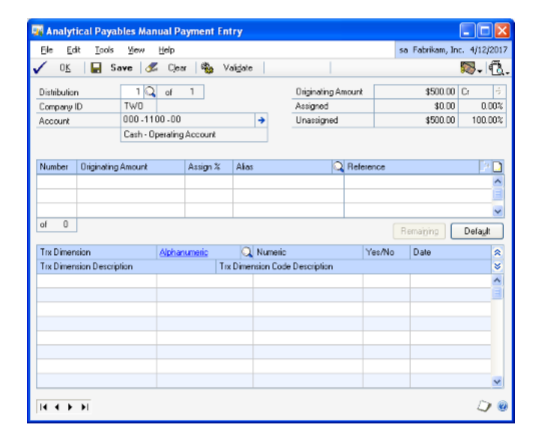 Analytical Payables Manual Payment Entry
File Edit Tools View Help sa Fabrikam, Inc. 4/12/2017
OK Save Clear Validate
Distribution 1 of 1 Originating Amount $500.00 Cr
Company ID TWO Assigned $0.00 0.00%
Account 000-1100-00 Unassigned $500.00 100.00%
Cash - Operating Account
Number Originating Amount Assign % Alias Reference
of 0
Remaining Default
Trx Dimension Alphanumeric Numeric Yes/No Date
Trx Dimension Description Trx Dimension Code Description